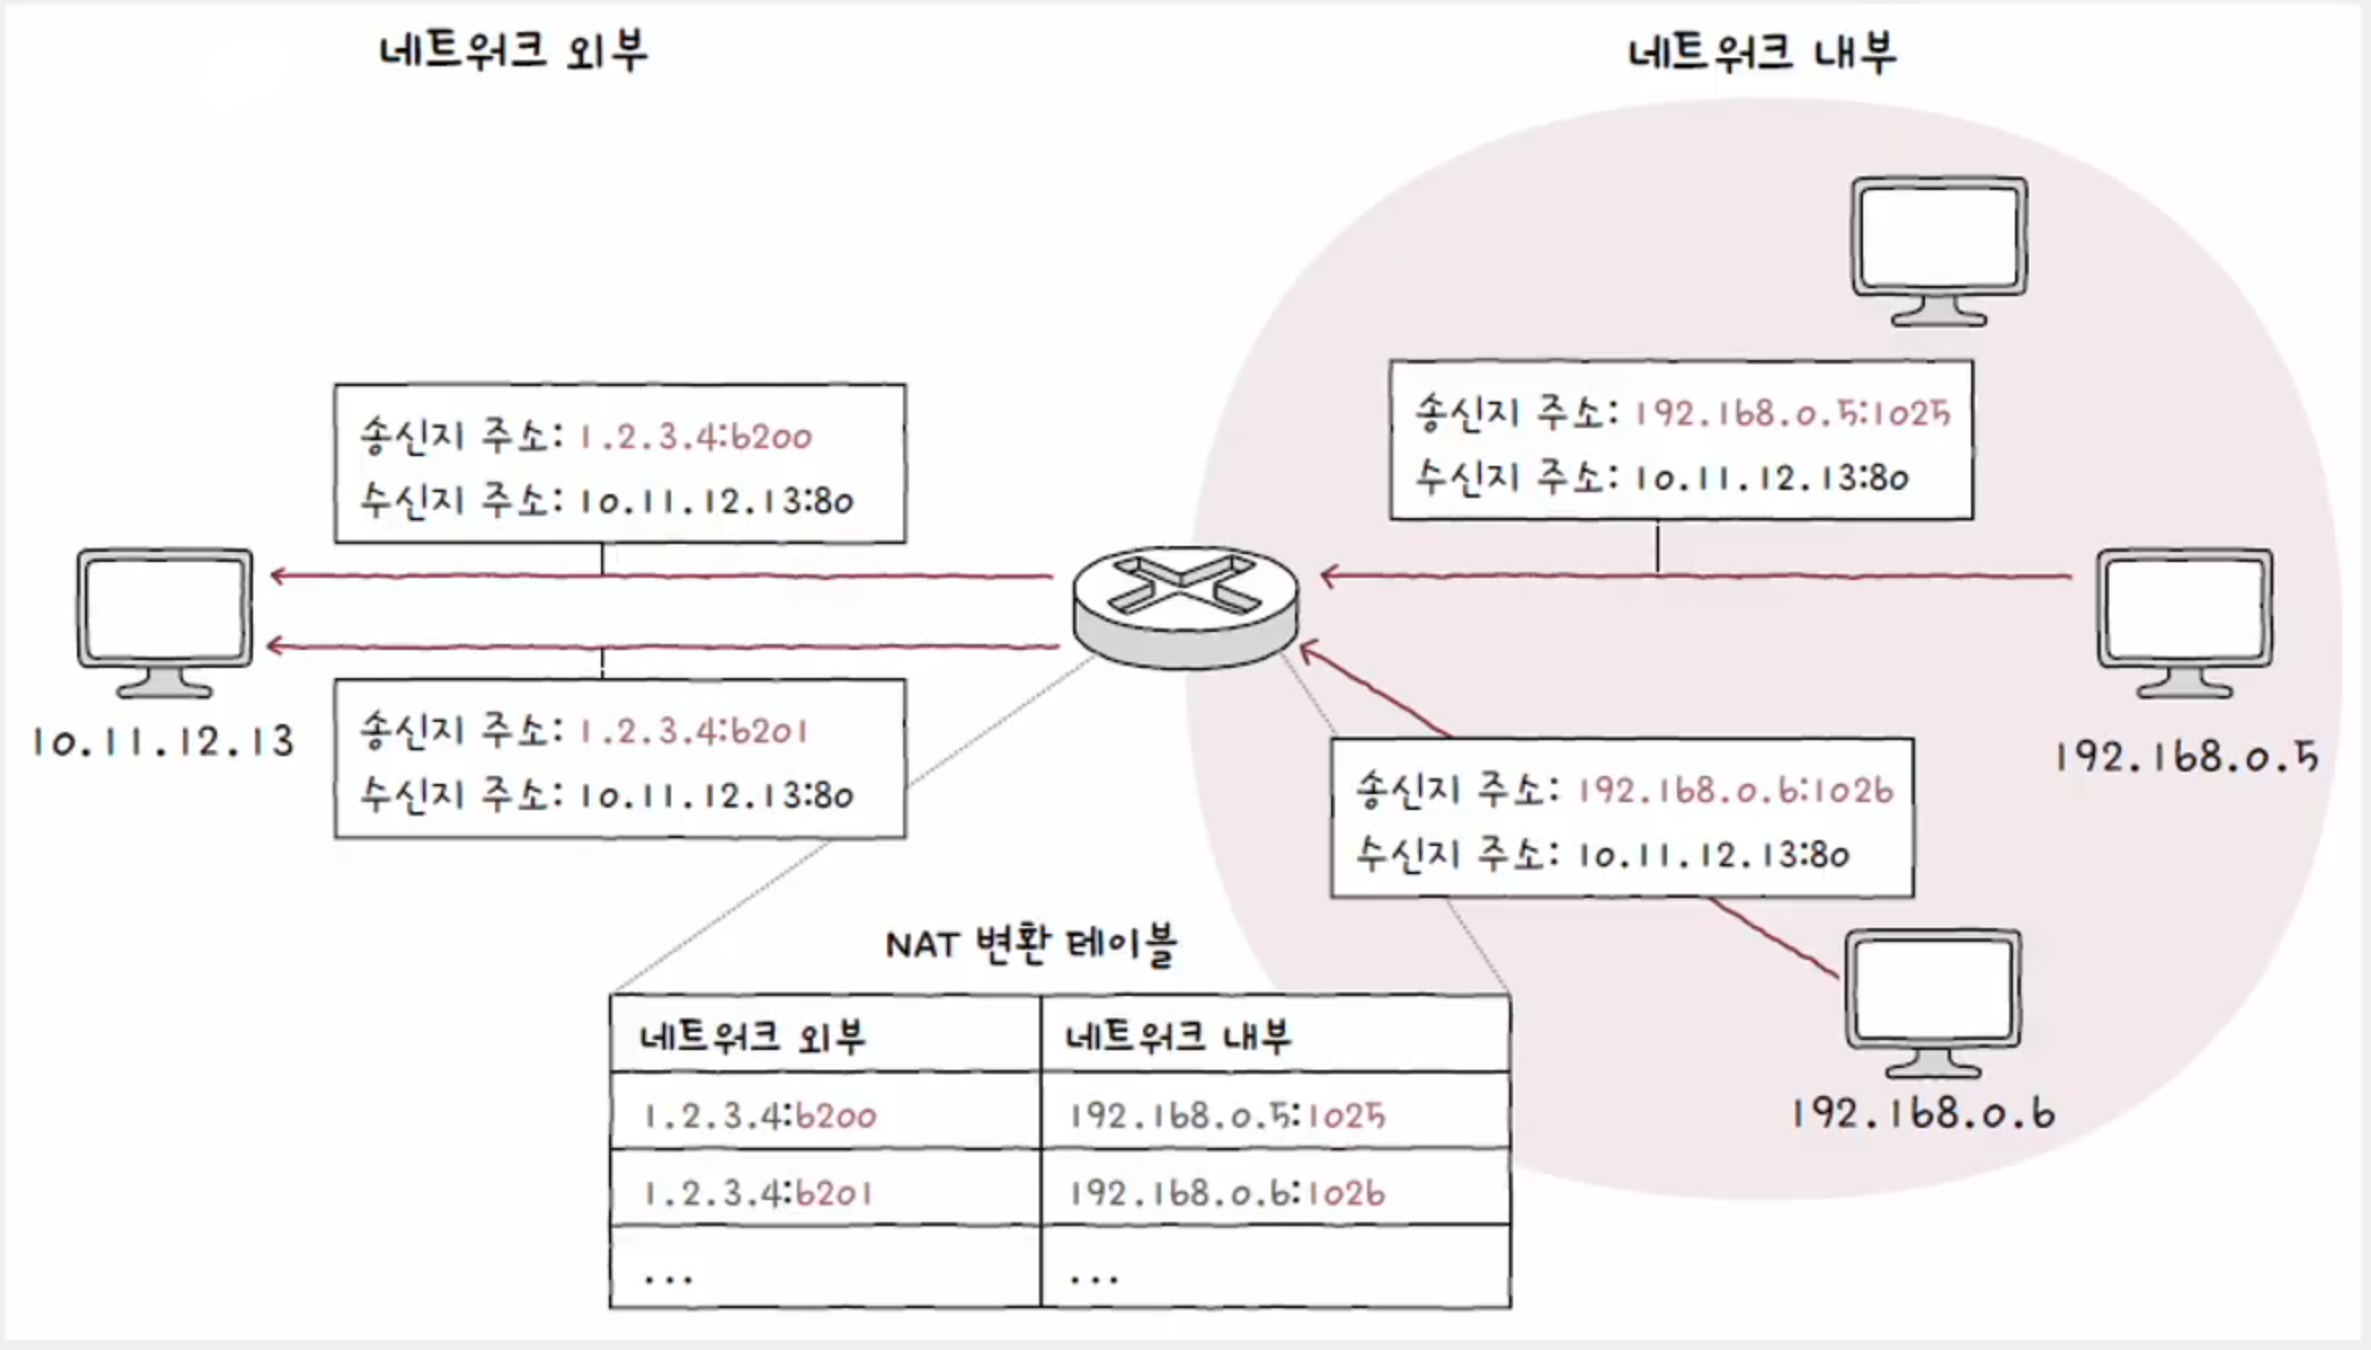 네트워크 외부
네트워크 내부
송신지 주소: 1.2.3.4:6200
수신지 주소: 10.11.12.13:80
송신지 주소: 192.168.0.5:1025
수신지 주소: 10.11.12.13:80
10.11.12.13
송신지 주소: 1.2.3.4:6201
수신지 주소: 10.11.12.13:80
192.168.0.5
송신지 주소: 192.168.0.6:1026
수신지 주소: 10.11.12.13:80
192.168.0.6
NAT 변환 테이블
네트워크 외부 네트워크 내부
1.2.3.4:6200 192.168.0.5:1025
1.2.3.4:6201 192.168.0.6:1026
... ...